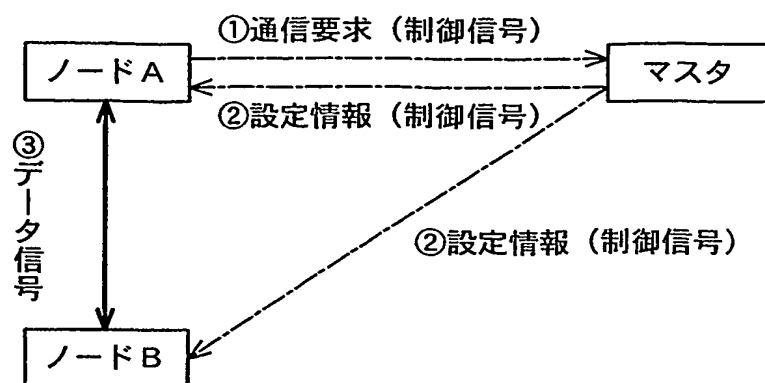 ①通信要求（制御信号）
ノードA
マスタ
②設定情報（制御信号）
③データ信号
②設定情報（制御信号）
ノードB